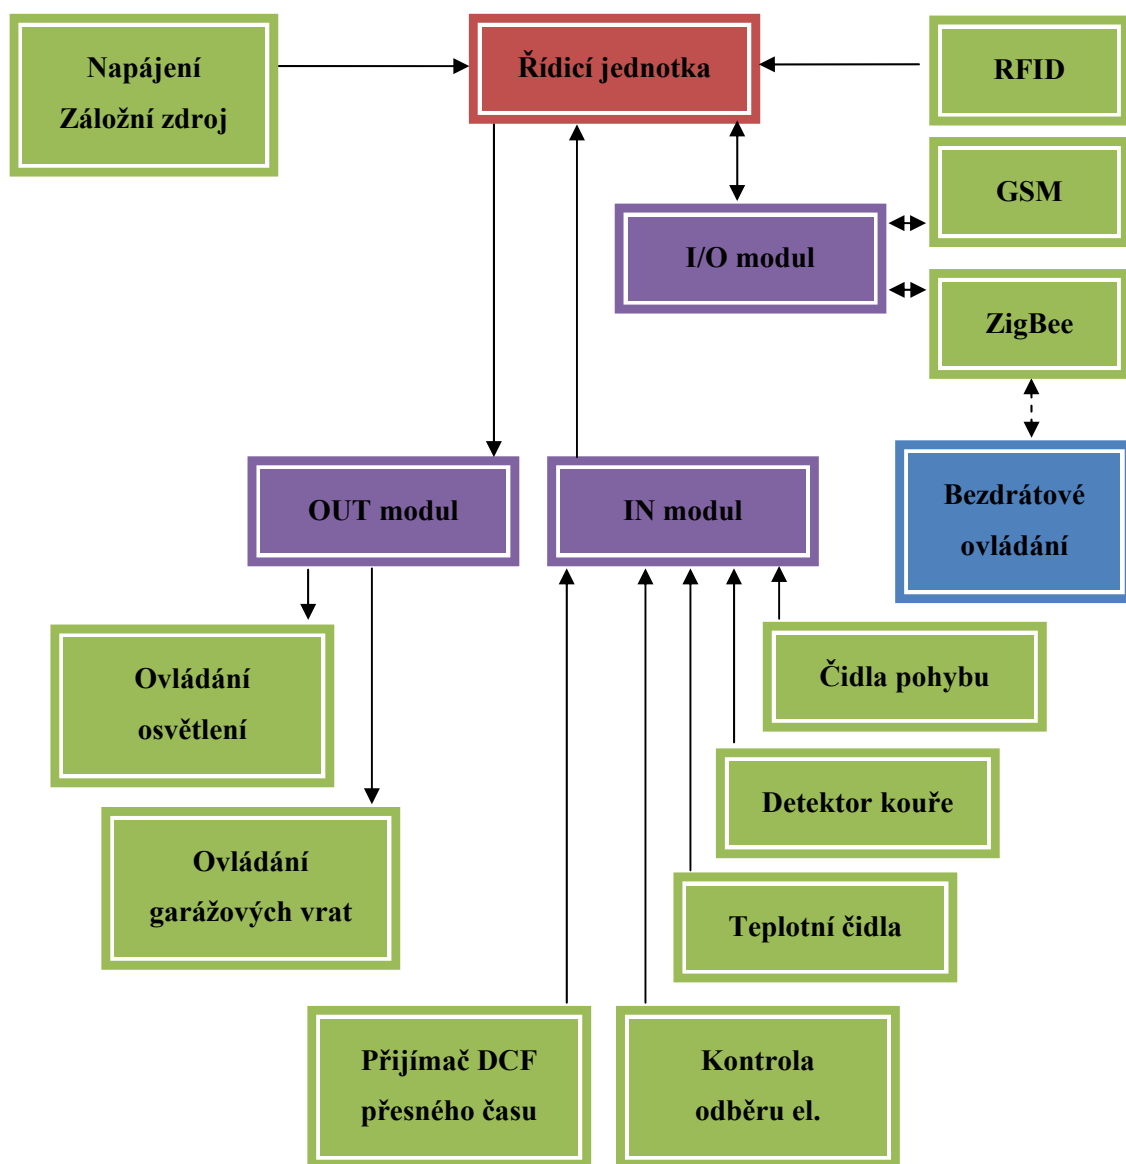 Napájení
Záložní zdroj
Řídicí jednotka
RFID
GSM
I/O modul
ZigBee
OUT modul
IN modul
Bezdrátové
ovládání
Ovládání
osvětlení
Čidla pohybu
Detektor kouře
Ovládání
garážových vrat
Teplotní čidla
Přijímač DCF
přesného času
Kontrola
odběru el.